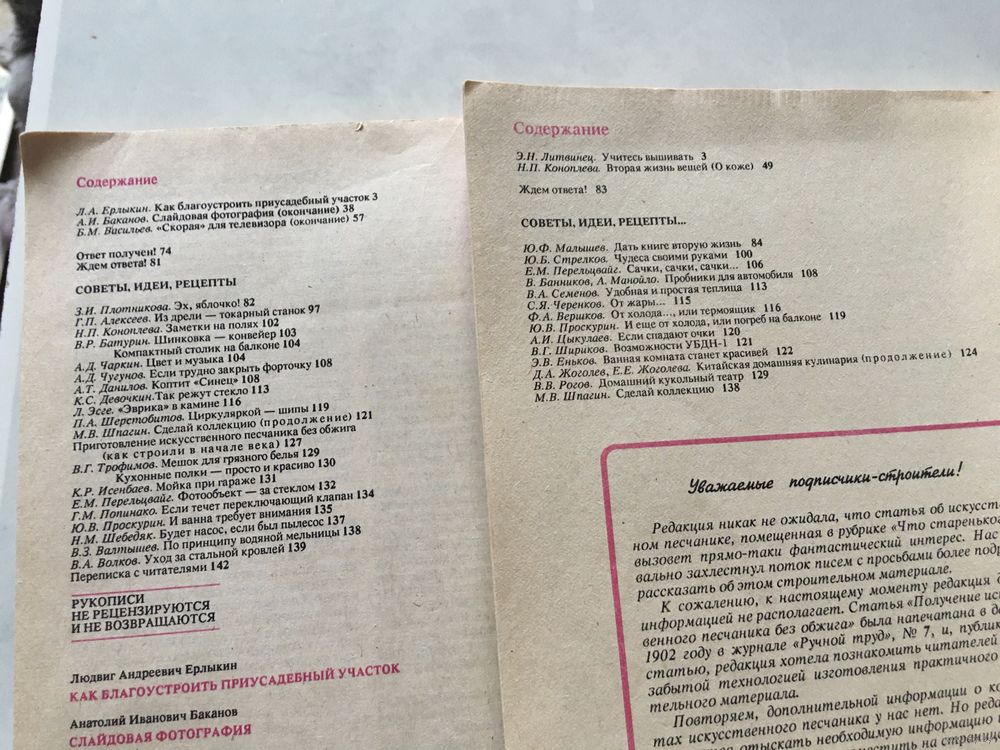 Содержание
Л.А. Ерлыкин. Как благоустроить приусадебный участок 3
А.И. Баканов. Слайдовая фотография (окончание) 38
Б.М. Васильев. «Скорая» для телевизора (окончание) 57
Ответ получен! 74
Ждем ответа! 81
СОВЕТЫ, ИДЕИ, РЕЦЕПТЫ
З.И. Плотникова. Эх, яблочко! 82
Г.П. Алексеев. Из дрели — токарный станок 97
Н.П. Коноплева. Заметки на полях 102
В.Р. Батурин. Шинковка — конвейер 103
Компактный столик на балконе 104
А.Д. Чаркин. Цвет и музыка 104
А.Д. Чугунов. Если трудно закрыть форточку 108
А.Т. Данилов. Коптит «Синец» 108
К.С. Девочкин. Так режут стекло 113
Л. Эсге. «Эврика» в камине 116
П.А. Шерстобитов. Циркуляркой — шипы 119
М.В. Шпагин. Сделай коллекцию (продолжение) 121
Приготовление искусственного песчаника без обжига
(как строили в начале века) 127
В.Г. Трофимов. Мешок для грязного белья 129
Кухонные полки — просто и красиво 130
К.Р. Исенбаев. Мойка при гараже 131
Е.М. Перельцвайг. Фотообъект — за стеклом 132
Г.М. Попинако. Если течет переключающий клапан 134
Ю.В. Проскурин. И ванна требует внимания 135
Н.М. Шебедяк. Будет насос, если был пылесос 137
В.З. Валтышев. По принципу водяной мельницы 138
В.А. Волков. Уход за стальной кровлей 139
Переписка с читателями 142
РУКОПИСИ
НЕ РЕЦЕНЗИРУЮТСЯ
И НЕ ВОЗВРАЩАЮТСЯ
Людвиг Андреевич Ерлыкин
КАК БЛАГОУСТРОИТЬ ПРИУСАДЕБНЫЙ УЧАСТОК
Анатолий Иванович Баканов
СЛАЙДОВАЯ ФОТОГРАФИЯ
Содержание
Э.Н. Литвинец. Учитесь вышивать 3
Н.П. Коноплева. Вторая жизнь вещей (О коже) 49
Ждем ответа! 83
СОВЕТЫ, ИДЕИ, РЕЦЕПТЫ...
Ю.Ф. Малышев. Дать книге вторую жизнь 84
Ю.Б. Стрелков. Чудеса своими руками 100
Е.М. Перельцвайг. Сачки, сачки, сачки... 106
В. Банников, А. Манойло. Пробники для автомобиля 108
В.А. Семенов. Удобная и простая теплица 113
С.Я. Черенков. От жары... 115
Ф.А. Вершков. От холода..., или термоящик 116
Ю.В. Проскурин. И еще от холода, или погреб на балконе 119
А.И. Цыкулаев. Если спадают очки 120
В.Г. Шириков. Возможности УБДН-1 121
Э.В. Еньков. Ванная комната станет красивей 122
Д.А. Жоголев, Е.Е. Жоголева. Китайская домашняя кулинария (продолжение) 124
В.В. Рогов. Домашний кукольный театр 129
М.В. Шпагин. Сделай коллекцию 138
Уважаемые подписчики-строители!
Редакция никак не ожидала, что статья об искусст
ном песчанике, помещенная в рубрике «Что стареньког
вызовет прямо-таки фантастический интерес. Нас
вально захлестнул поток писем с просьбами более подр
рассказать об этом строительном материале.
К сожалению, к настоящему моменту редакция д
информацией не располагает. Статья «Получение ис
венного песчаника без обжига» была напечатана в д
1902 году в журнале «Ручной труд», № 7, и, публик
статью, редакция хотела познакомить читателей
забытой технологией изготовления практичного
тельного материала.
Повторяем, дополнительной информации о ко
тах искусственного песчаника у нас нет. Но реда
отыскать необходимую информацию
местить на страница